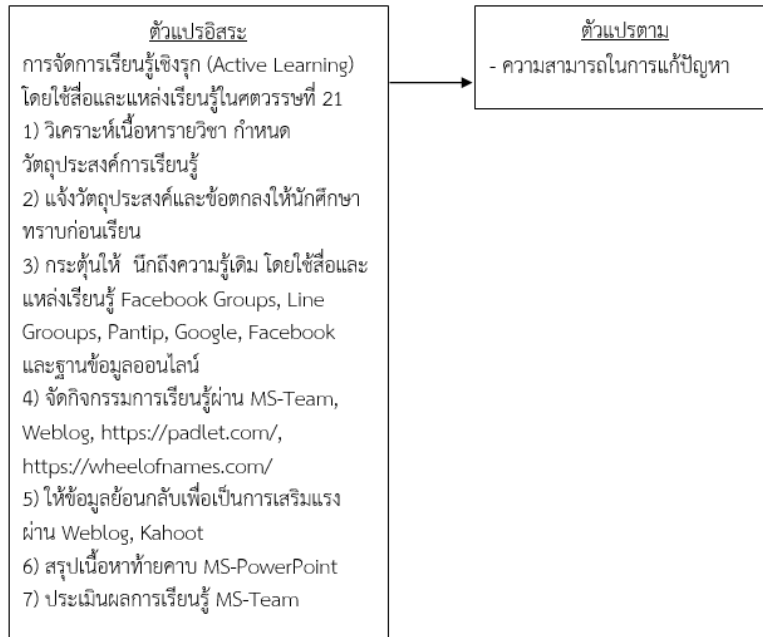 ตัวแปรอิสระ
การจัดการเรียนรู้เชิงรุก (Active Learning)
โดยใช้สื่อและแหล่งเรียนรู้ในศตวรรษที่ 21
1) วิเคราะห์เนื้อหารายวิชา กำหนด
วัตถุประสงค์การเรียนรู้
2) แจ้งวัตถุประสงค์และข้อตกลงให้นักศึกษา
ทราบก่อนเรียน
3) กระตุ้นให้ นึกถึงความรู้เดิม โดยใช้สื่อและ
แหล่งเรียนรู้ Facebook Groups, Line
Grooups, Pantip, Google, Facebook
และฐานข้อมูลออนไลน์
4) จัดกิจกรรมการเรียนรู้ผ่าน MS-Team,
Weblog, https://padlet.com/,
https://wheelofnames.com/
5) ให้ข้อมูลย้อนกลับเพื่อเป็นการเสริมแรง
ผ่าน Weblog, Kahoot
6) สรุปเนื้อหาท้ายคาบ MS-PowerPoint
7) ประเมินผลการเรียนรู้ MS-Team
ตัวแปรตาม
- ความสามารถในการแก้ปัญหา